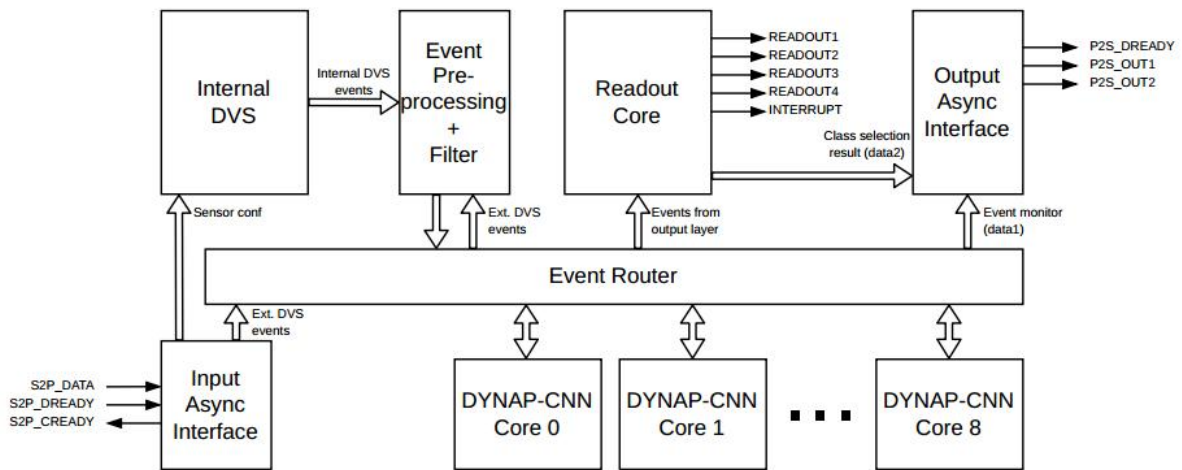 Internal
DVS
Internal DVS
events
Event
Pre-
processing
+
Filter
Readout
Core
READOUT1
READOUT2
READOUT3
READOUT4
INTERRUPT
Class selection
result (data2)
Output
Async
Interface
P2S_DREADY
P2S_OUT1
P2S_OUT2
Sensor conf
Ext. DVS
events
Events from
output layer
Event monitor
(data1)
Event Router
Ext. DVS
events
S2P_DATA
S2P_DREADY
S2P_CREADY
Input
Async
Interface
DYNAP-CNN
Core 0
DYNAP-CNN
Core 1
DYNAP-CNN
Core 8